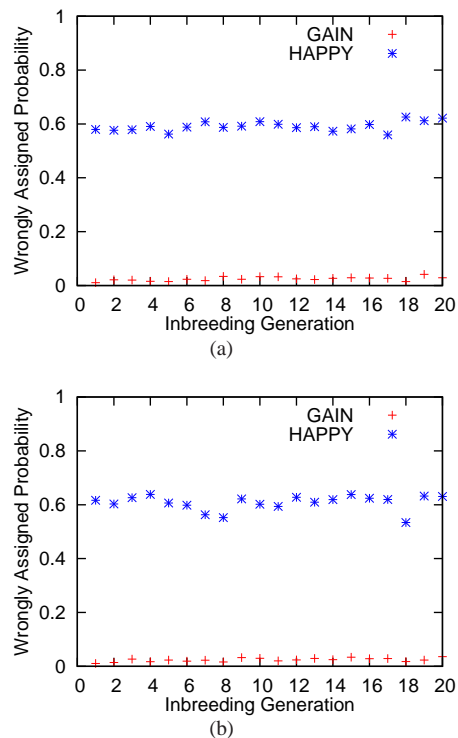 1
0.8
0.6
0.4
0.2
0
Wrongly Assigned Probability
GAIN
HAPPY
0 2 4 6 8 10 12 14 16 18 20
Inbreeding Generation
(a)
1
0.8
0.6
0.4
0.2
0
Wrongly Assigned Probability
GAIN
HAPPY
0 2 4 6 8 10 12 14 16 18 20
Inbreeding Generation
(b)